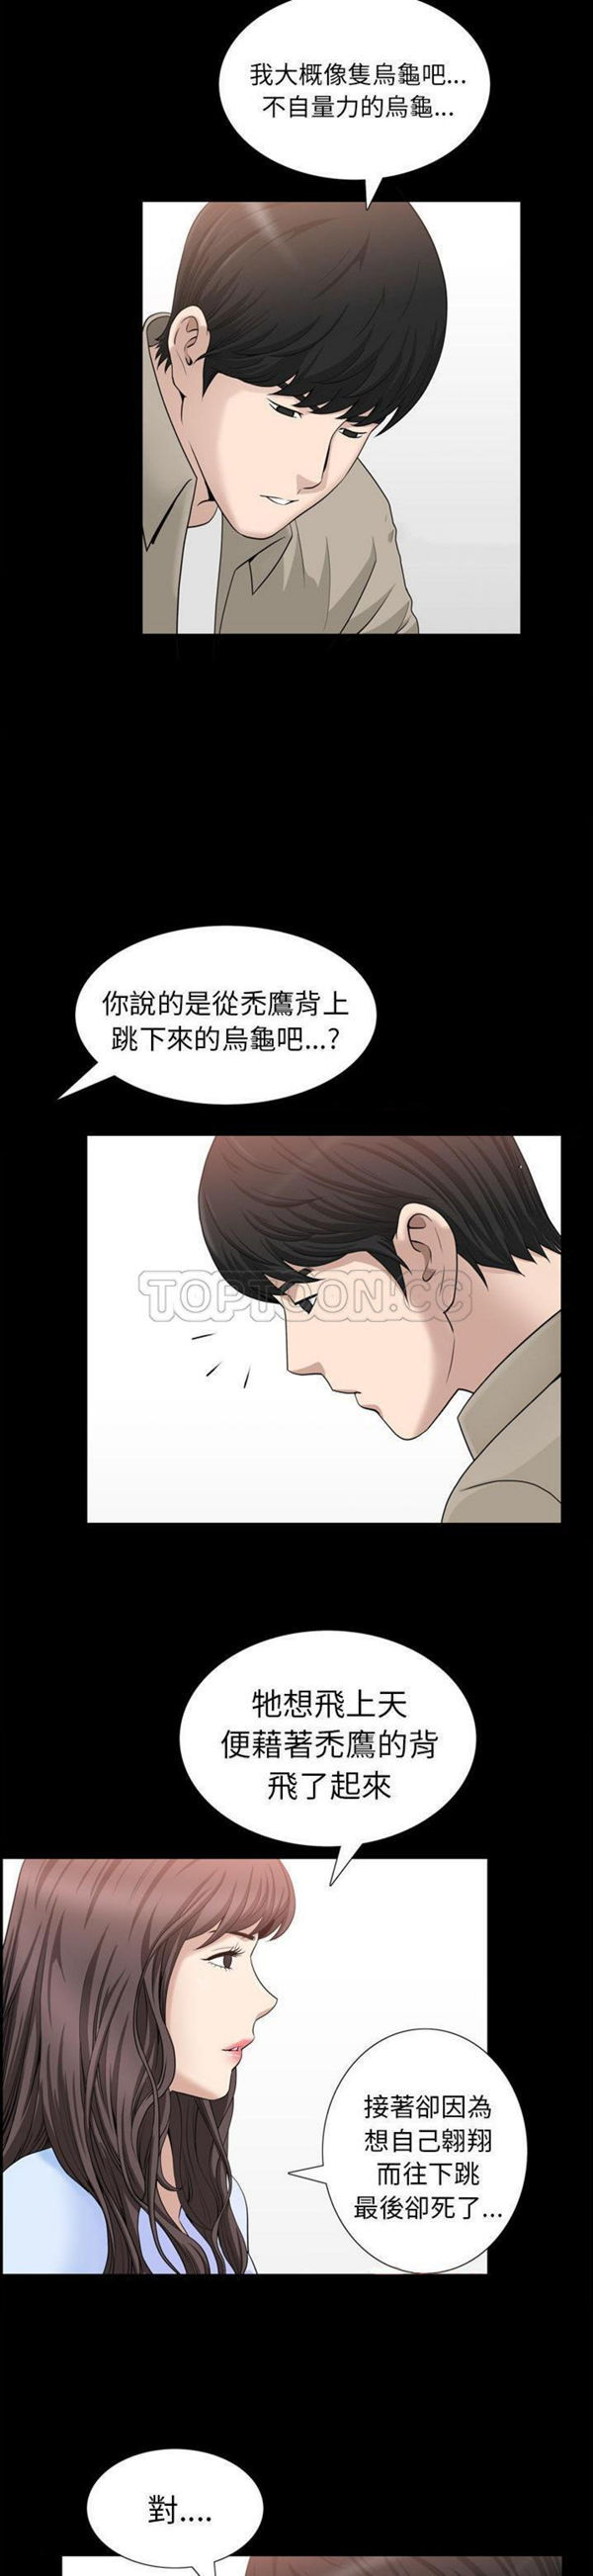 我大概像隻烏龜吧...
不自量力的烏龜...
你說的是從禿鷹背上
跳下來的烏龜吧...?
TOPTOON.CC
牠想飛上天
便藉著禿鷹的背
飛了起來
接著卻因為
想自己翱翔
而往下跳
最後卻死了...
對....